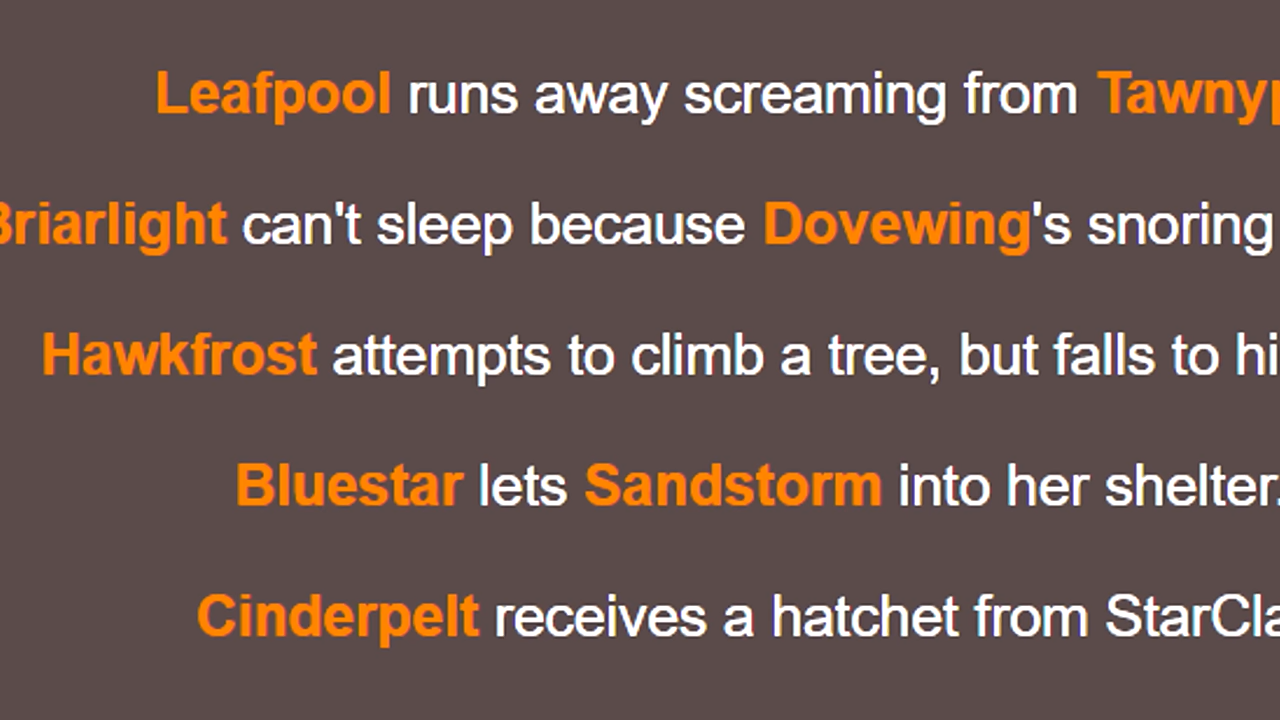 Leafpool runs away screaming from
Briarlight can't sleep because Dovewing's snoring
Hawkfrost attempts to climb a tree, but falls to
Bluestar lets Sandstorm into her shelter.
Cinderpelt receives a hatchet from